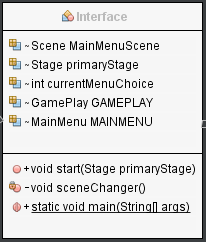 Interface
~Scene MainMenuScene
~Stage primaryStage
~int currentMenuChoice
~GamePlay GAMEPLAY
~MainMenu MAINMENU
+void start(Stage primaryStage)
-void sceneChanger()
+static void main(String[] args)